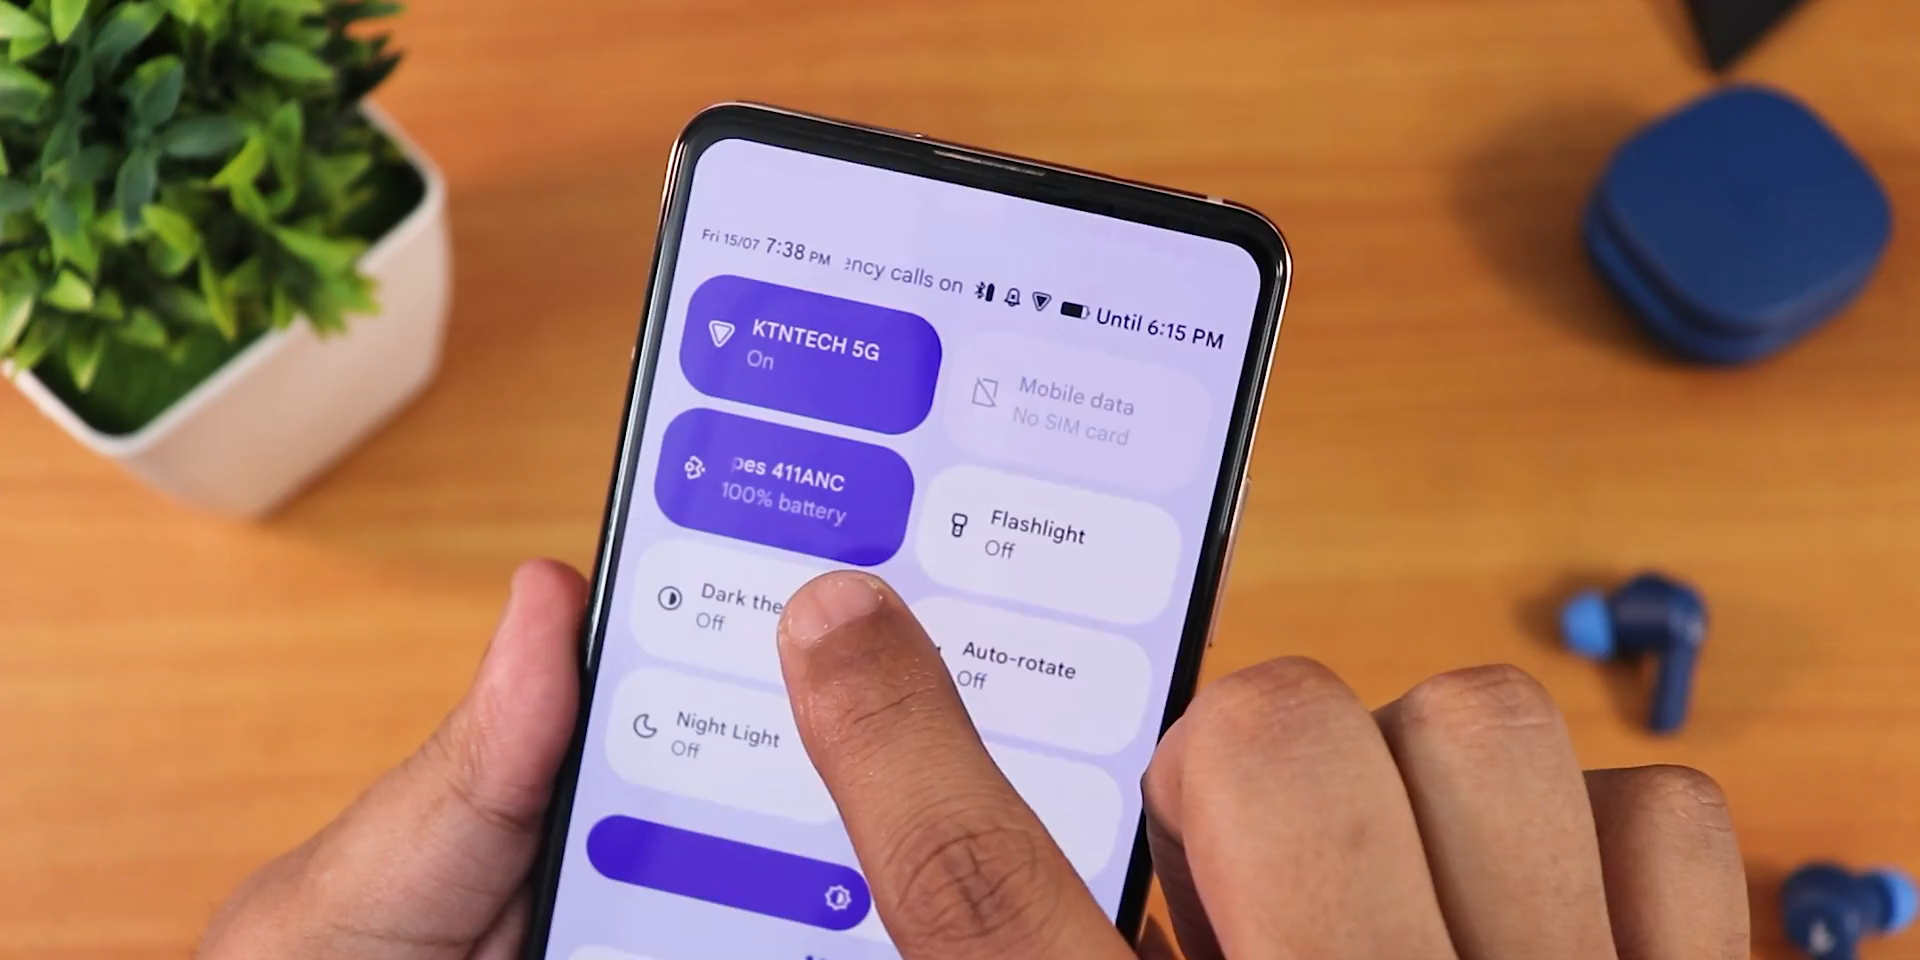 Fri 15/07 7:38 PM ency calls on Until 6:15 PM
KTNTECH 5G
On
Mobile data
No SIM card
pes 411ANC
100% battery
Flashlight
Off
Dark the
Off
Auto-rotate
Off
Night Light
Off